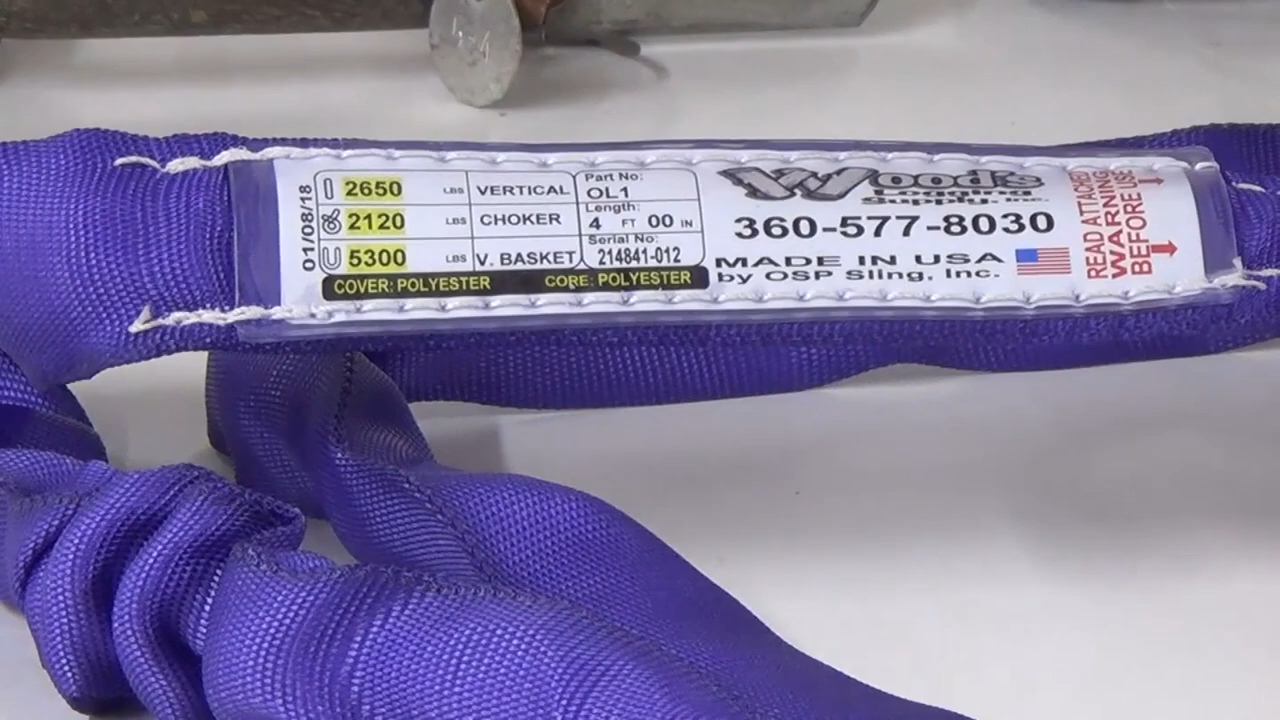 01/08/18
2650 LBS VERTICAL
2120 LBS CHOKER
5300 LBS V. BASKET
COVER: POLYESTER CORE: POLYESTER
Part No:
OL1
Length:
4 FT 00 IN
Serial No:
214841-012
Wood's
Logging
Supply, Inc.
360-577-8030
MADE IN USA
by OSP Sling, Inc.
READ ATTACHED
WARNING
BEFORE USE